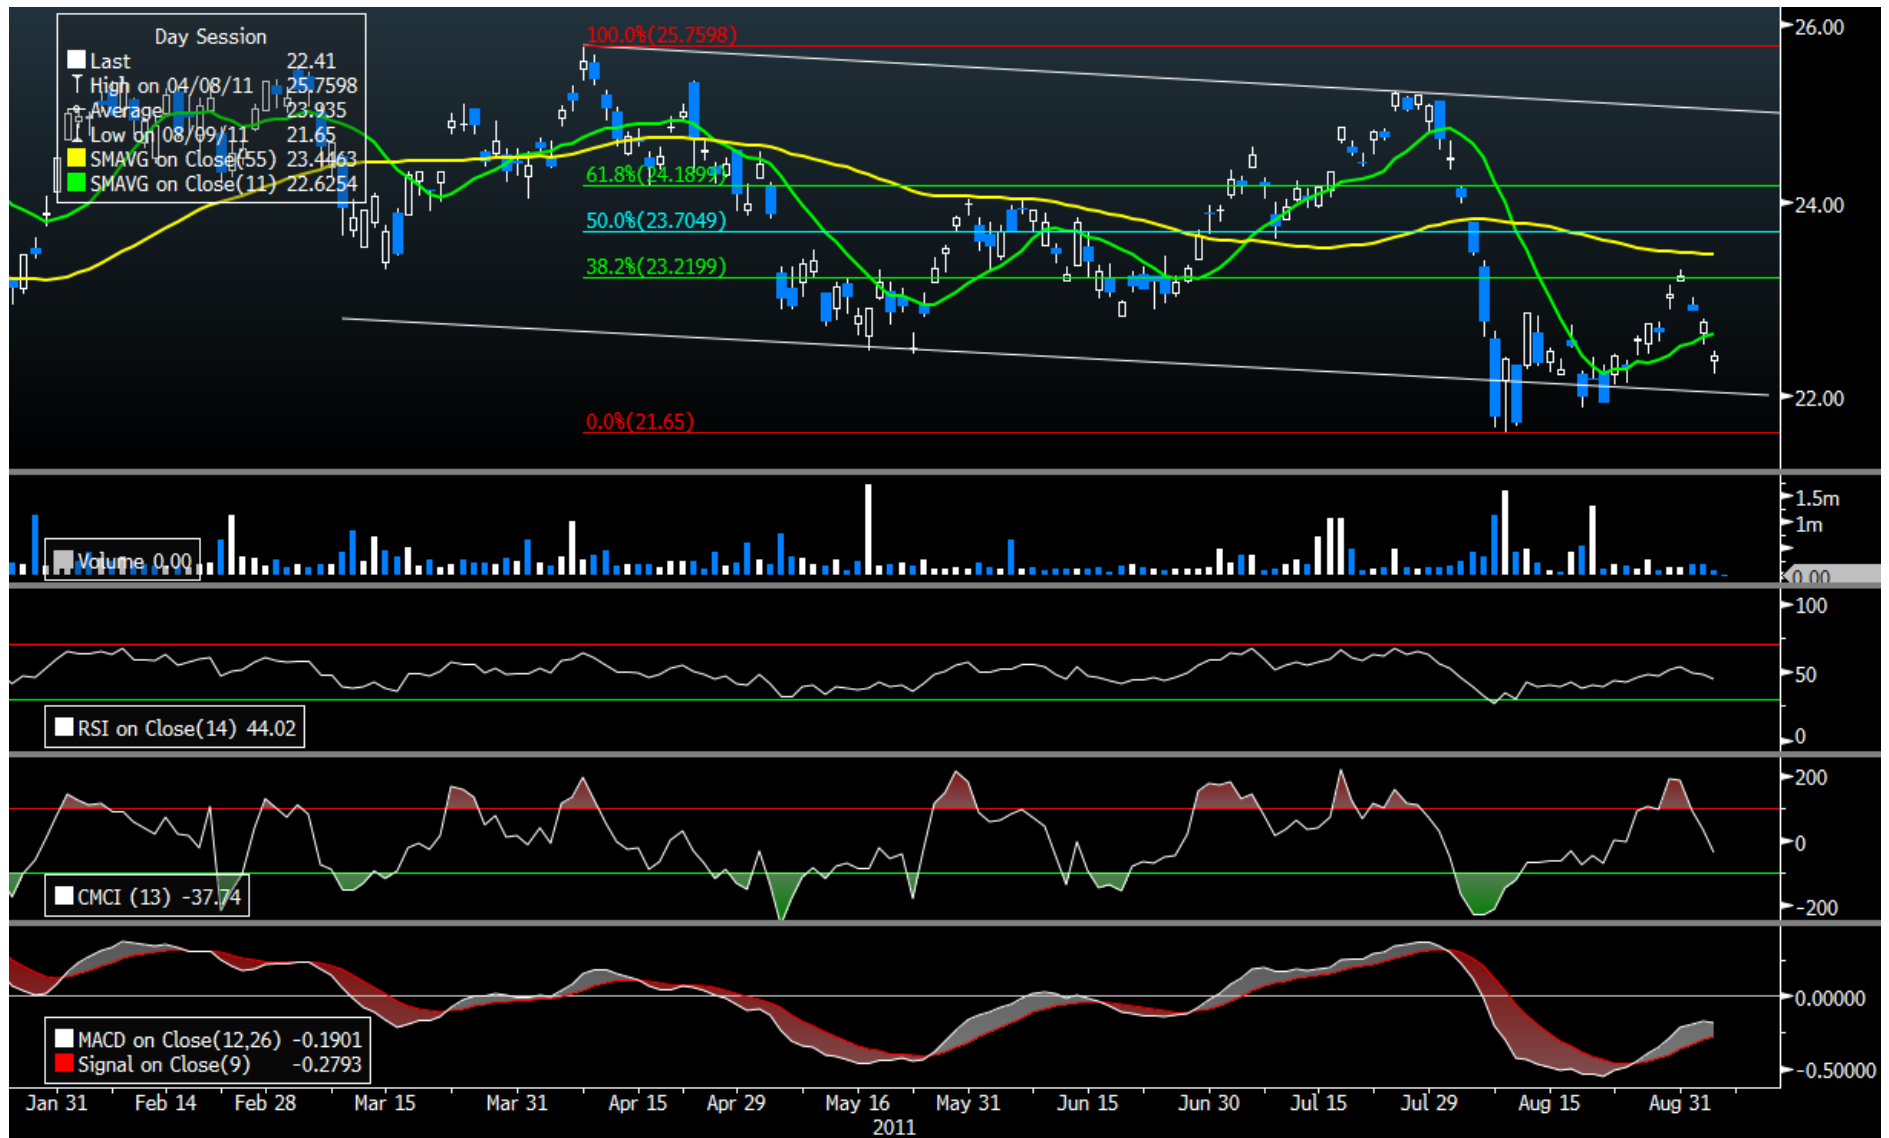 Day Session
Last 22.41
High on 04/08/11 25.7598
Average 23.935
Low on 08/09/11 21.65
SMAVG on Close(55) 23.4463
SMAVG on Close(11) 22.6254
100.0%(25.7598)
61.8%(24.1899)
50.0%(23.7049)
38.2%(23.2199)
0.0%(21.65)
26.00
24.00
22.00
Volume 0.00
1.5m
1m
0.00
RSI on Close(14) 44.02
100
50
0
CMCI (13) -37.74
200
0
-200
MACD on Close(12,26) -0.1901
Signal on Close(9) -0.2793
0.00000
-0.50000
Jan 31 Feb 14 Feb 28 Mar 15 Mar 31 Apr 15 Apr 29 May 16 May 31 Jun 15 Jun 30 Jul 15 Jul 29 Aug 15 Aug 31
2011